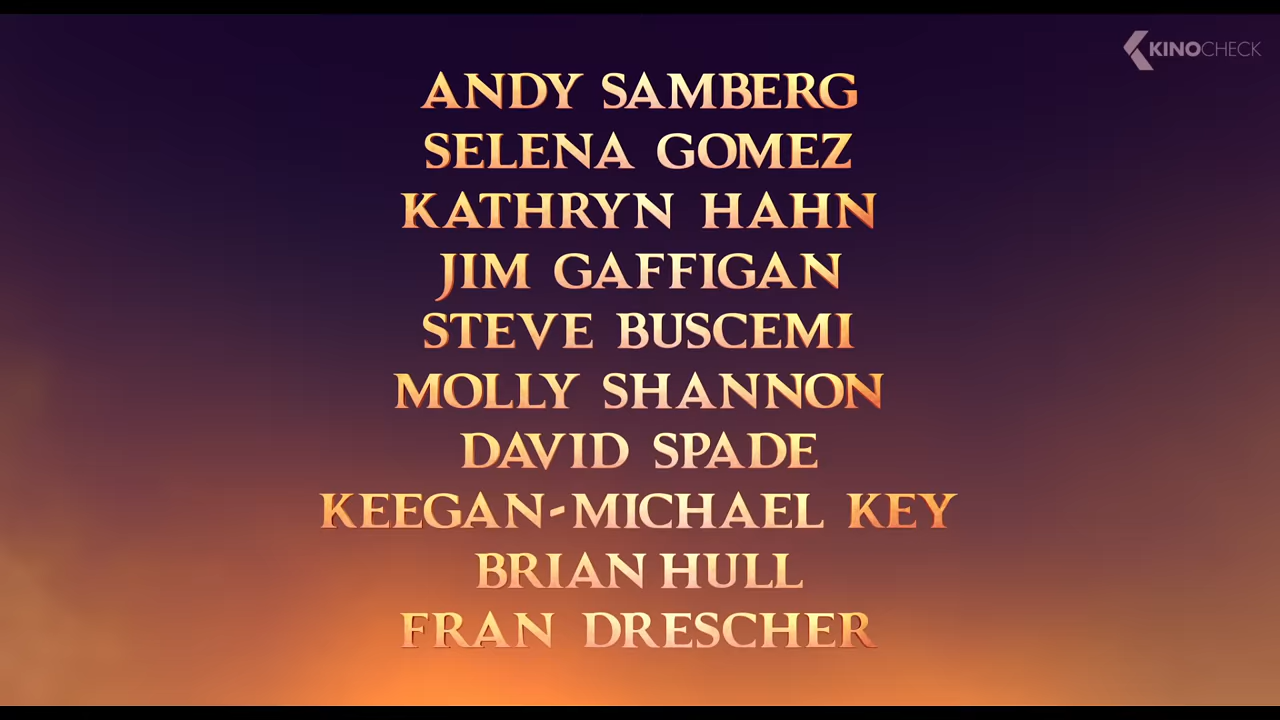 KINOCHECK
ANDY SAMBERG
SELENA GOMEZ
KATHRYN HAHN
JIM GAFFIGAN
STEVE BUSCEMI
MOLLY SHANNON
DAVID SPADE
KEEGAN-MICHAEL KEY
BRIAN HULL
FRAN DRESCHER